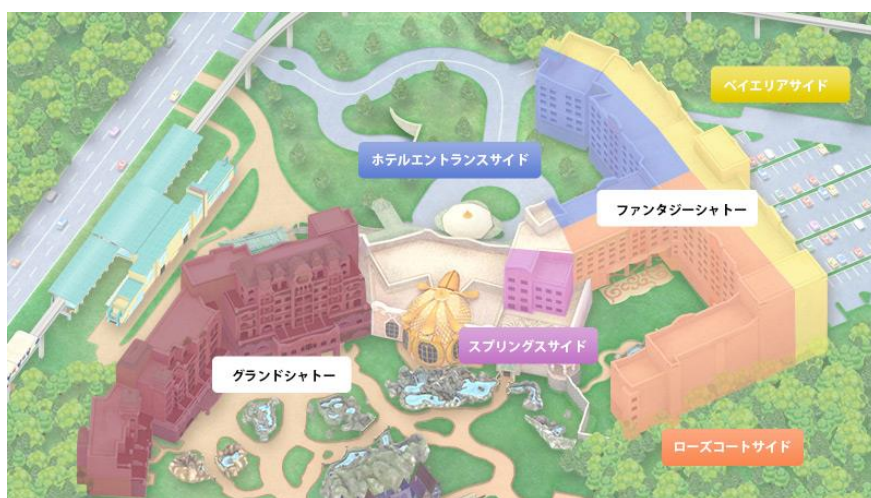 ベイエリアサイド
ホテルエントランスサイド
ファンタジーシャトー
スプリングスサイド
グランドシャトー
ローズコートサイド